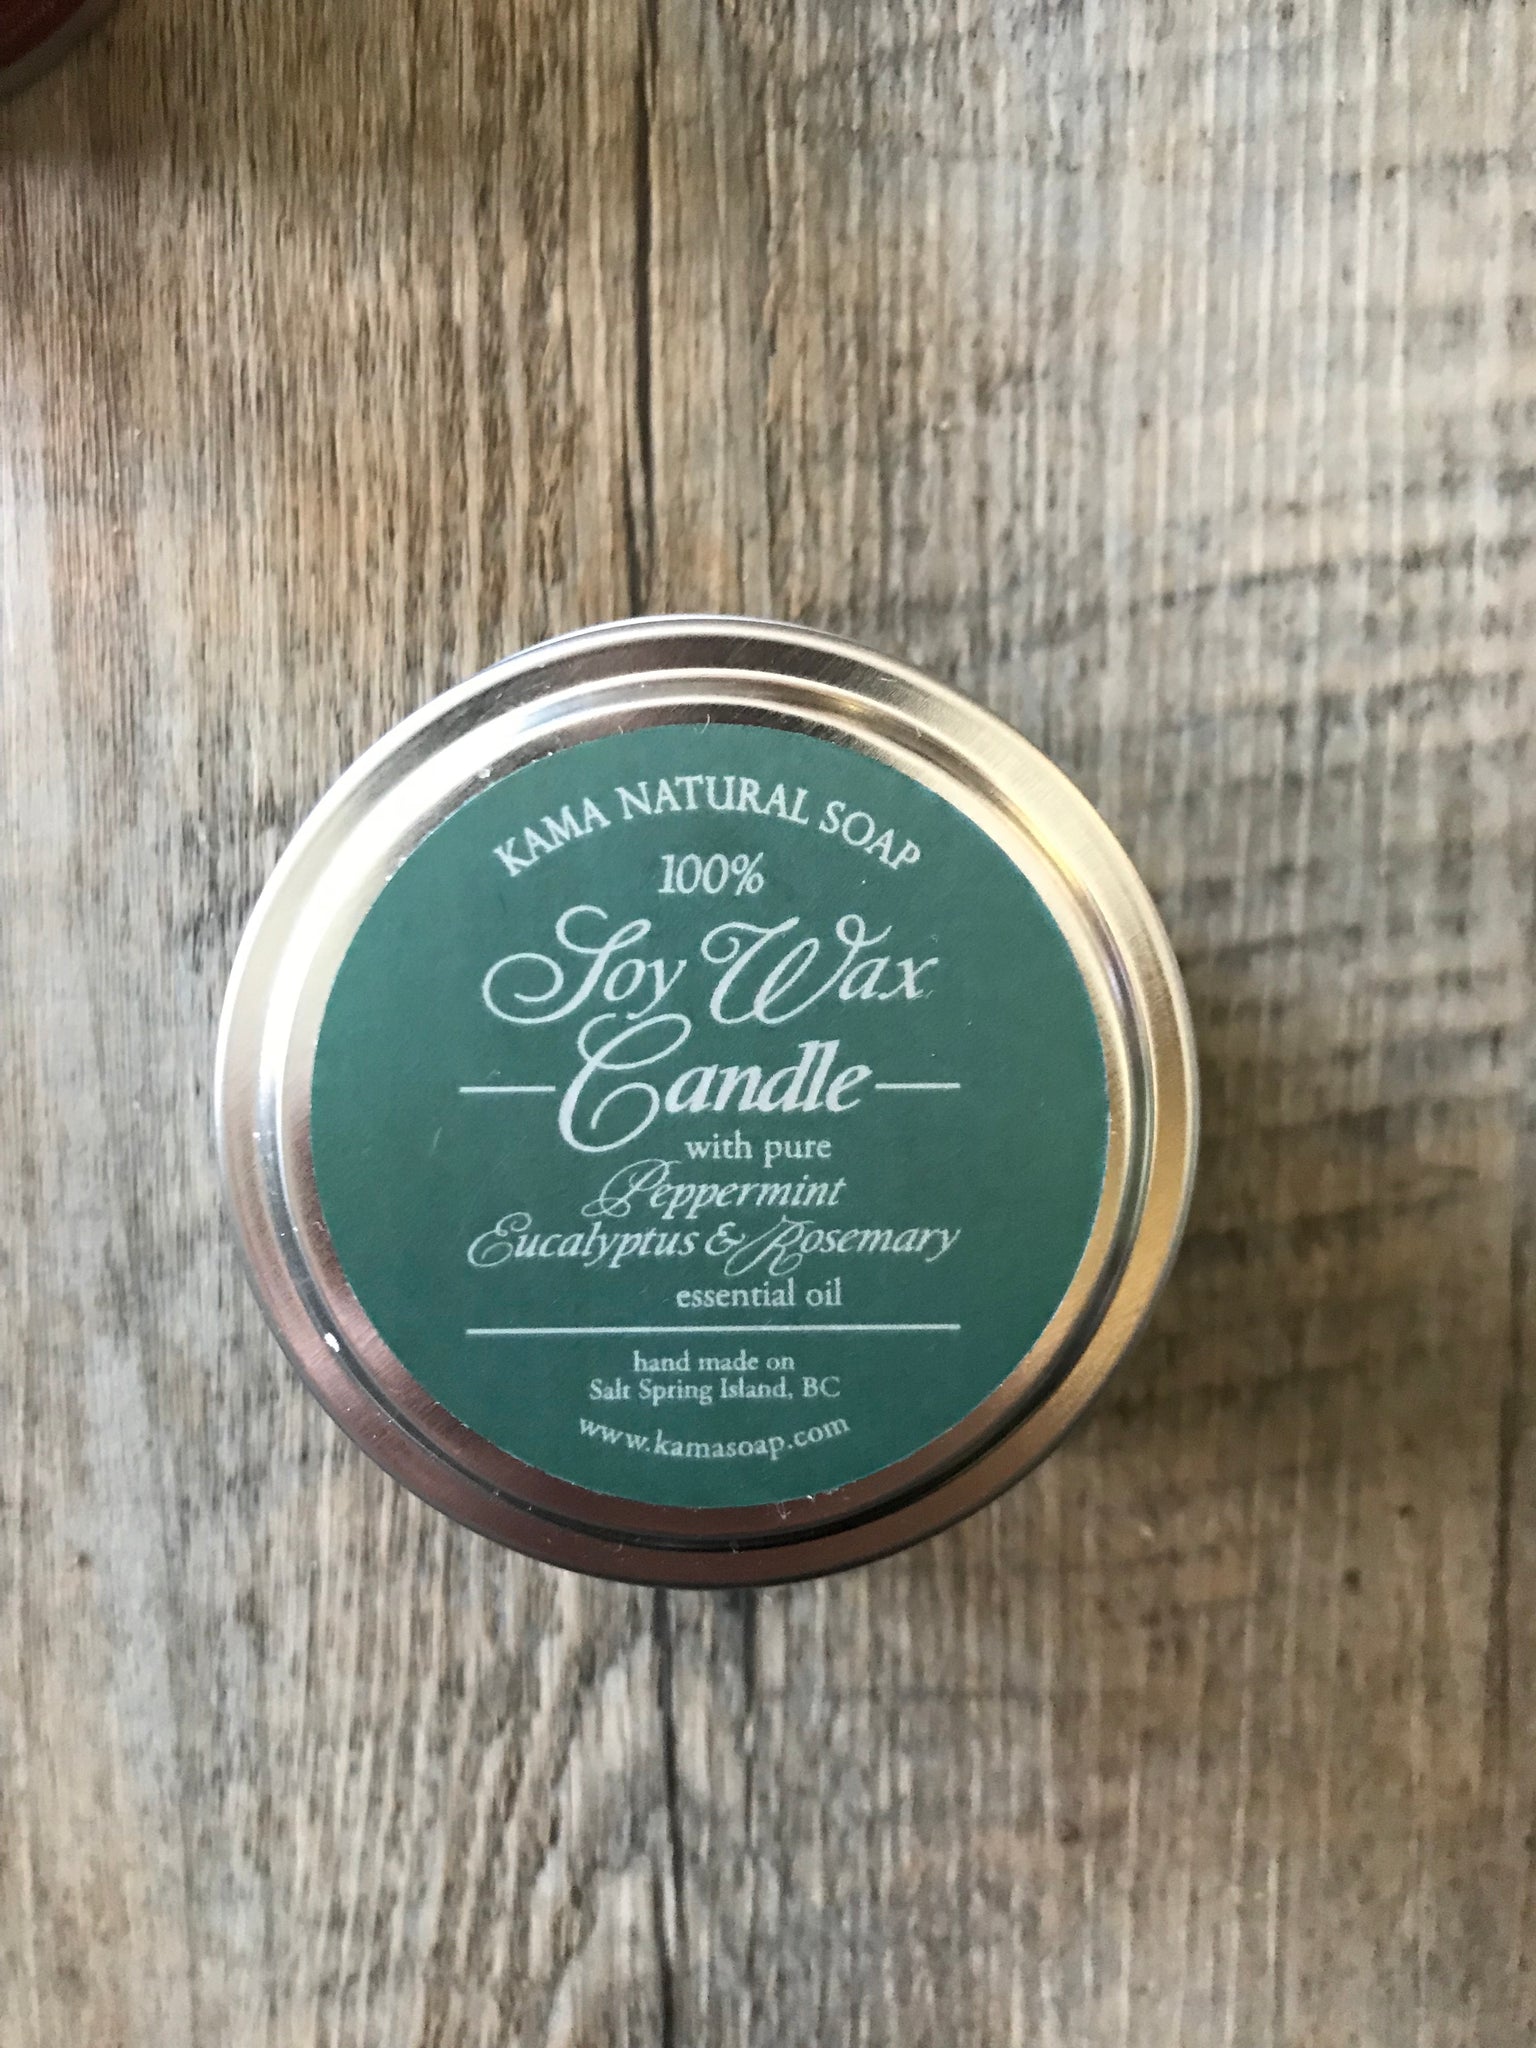 KAMA NATURAL SOAP
100%
Soy Wax
Candle
with pure
Peppermint
Eucalyptus & Rosemary
essential oil
hand made on
Salt Spring Island, BC
www.kamasoap.com